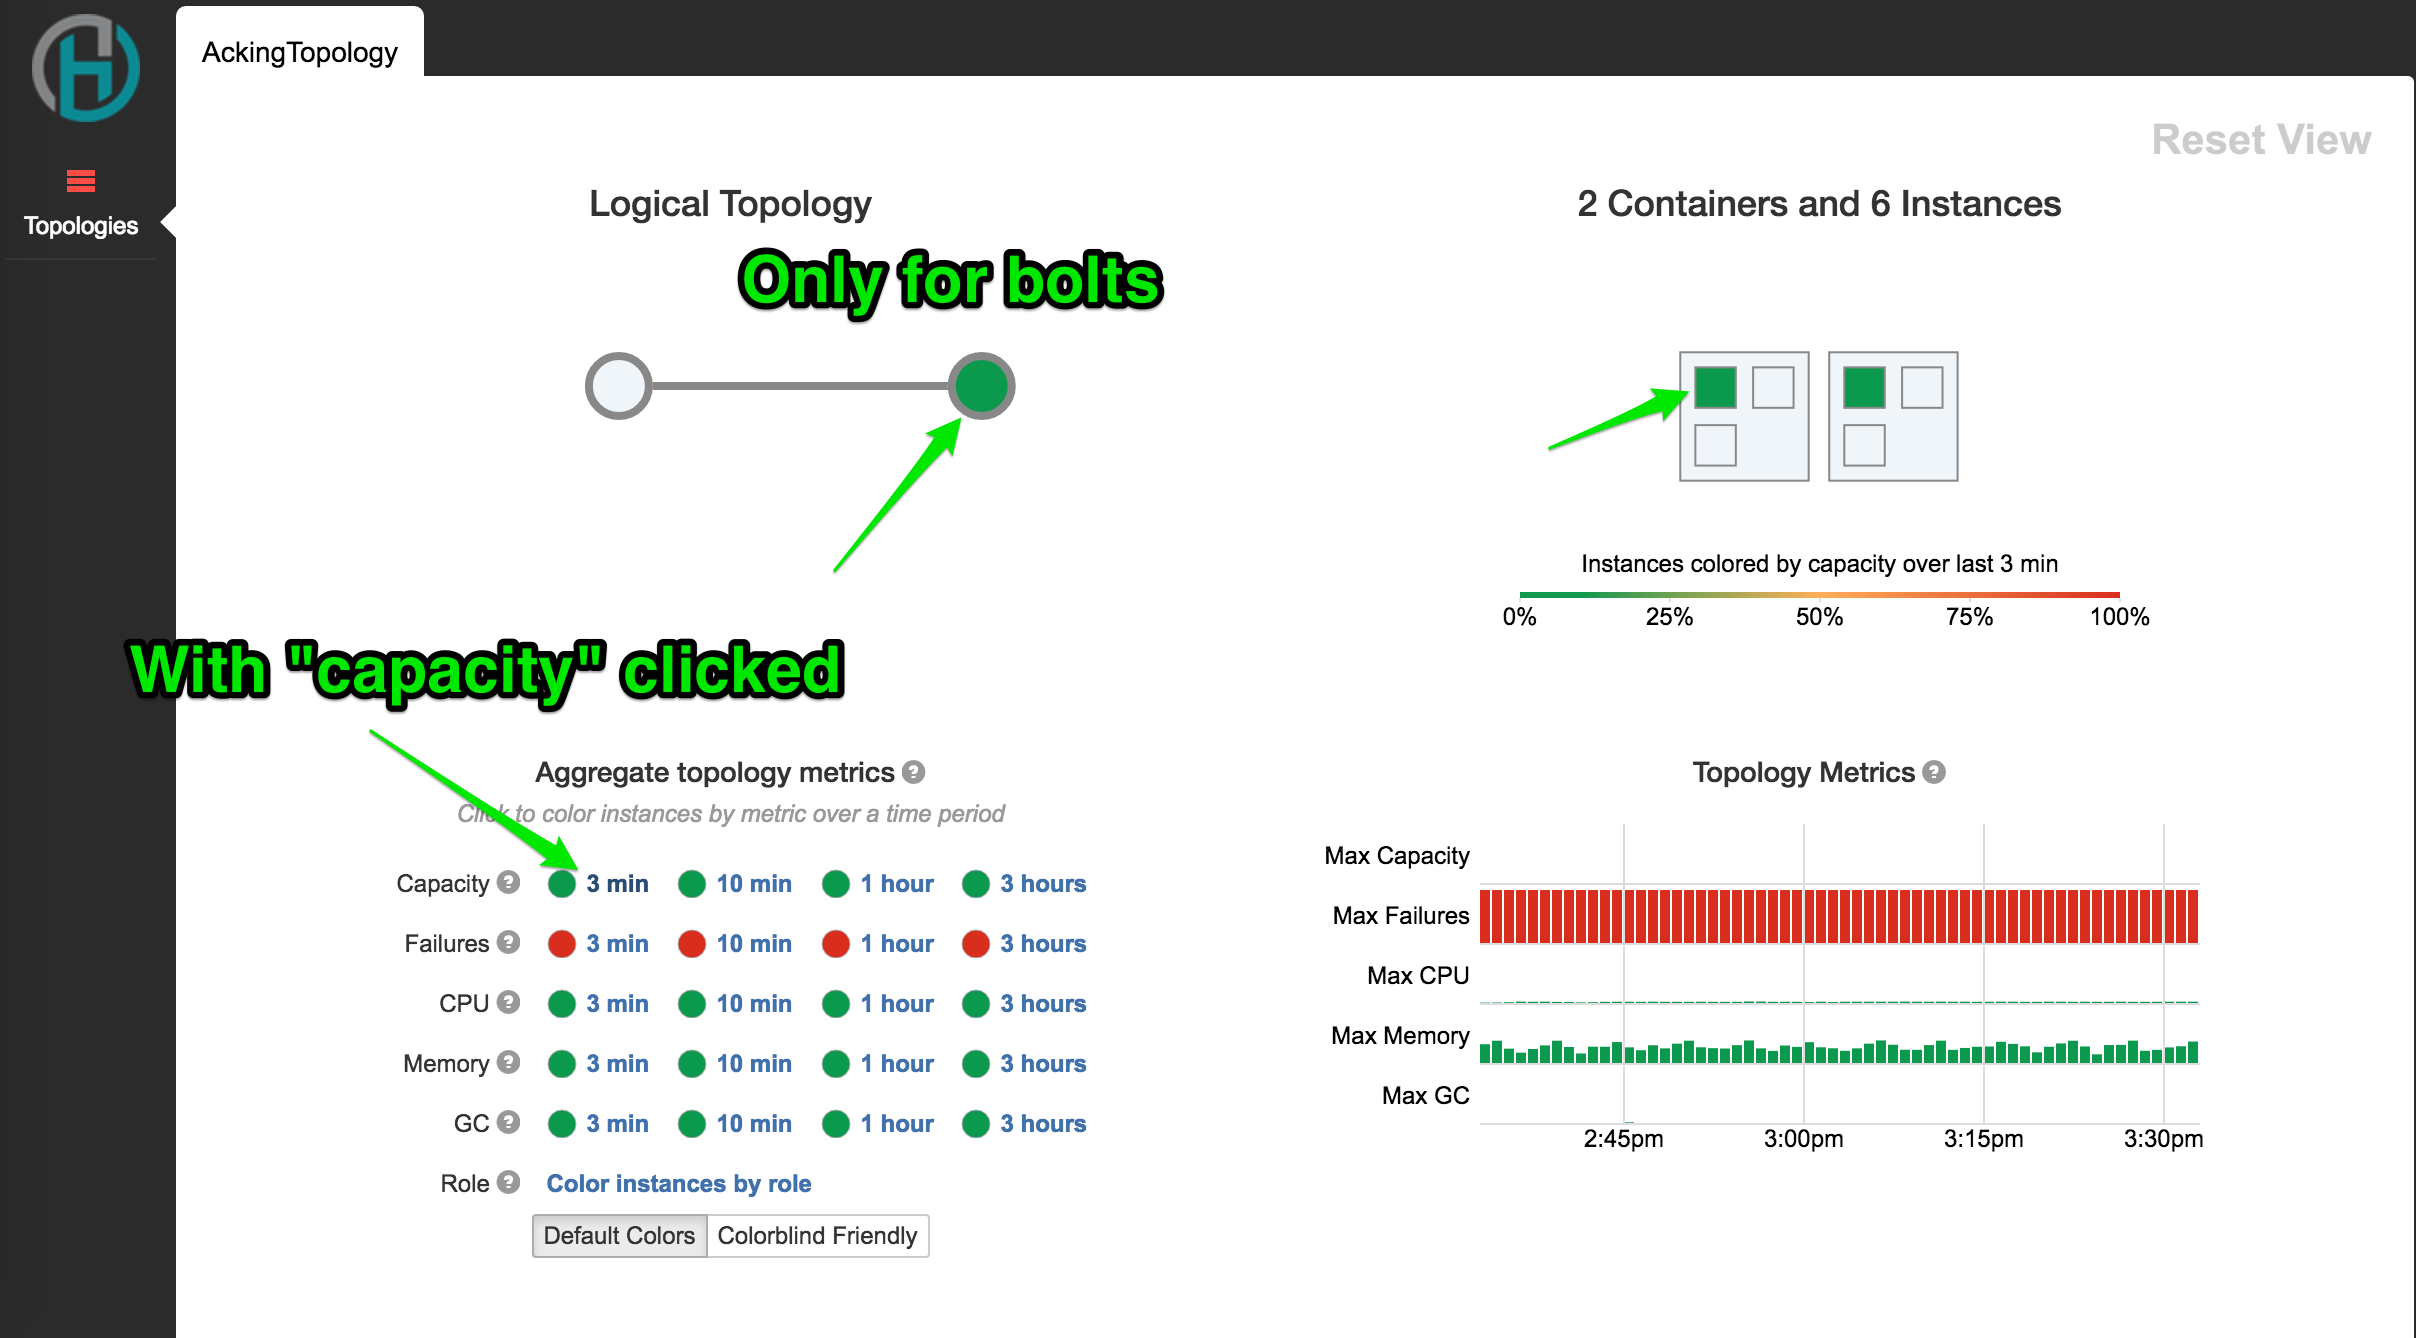 AckingTopology
Topologies
Reset View
Logical Topology
2 Containers and 6 Instances
Only for bolts
Instances colored by capacity over last 3 min
0% 25% 50% 75% 100%
With "capacity" clicked
Aggregate topology metrics ?
Click to color instances by metric over a time period
Capacity ? 3 min 10 min 1 hour 3 hours
Failures ? 3 min 10 min 1 hour 3 hours
CPU ? 3 min 10 min 1 hour 3 hours
Memory ? 3 min 10 min 1 hour 3 hours
GC ? 3 min 10 min 1 hour 3 hours
Role ? Color instances by role
Default Colors Colorblind Friendly
Topology Metrics ?
Max Capacity
Max Failures
Max CPU
Max Memory
Max GC
2:45pm 3:00pm 3:15pm 3:30pm